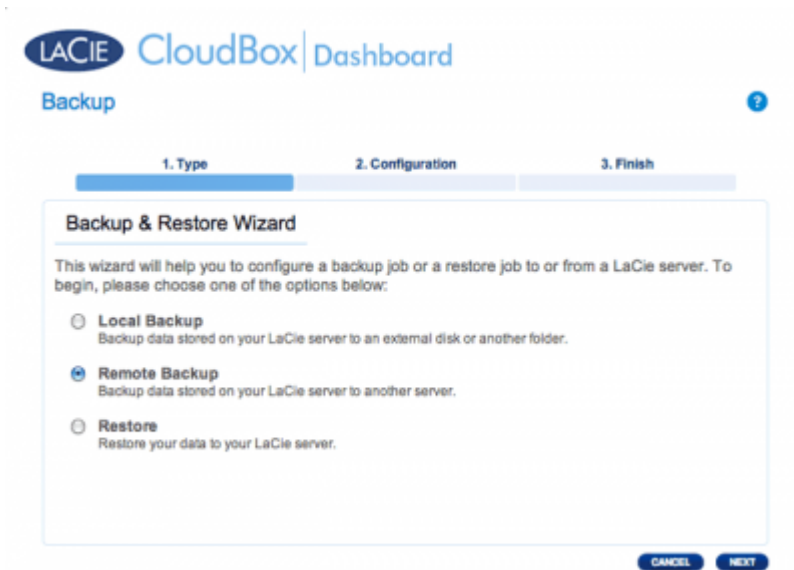 LACIE CloudBox Dashboard
Backup
?
1. Type 2. Configuration 3. Finish
Backup & Restore Wizard
This wizard will help you to configure a backup job or a restore job to or from a LaCie server. To
begin, please choose one of the options below:
Local Backup
Backup data stored on your LaCie server to an external disk or another folder.
Remote Backup
Backup data stored on your LaCie server to another server.
Restore
Restore your data to your LaCie server.
CANCEL NEXT